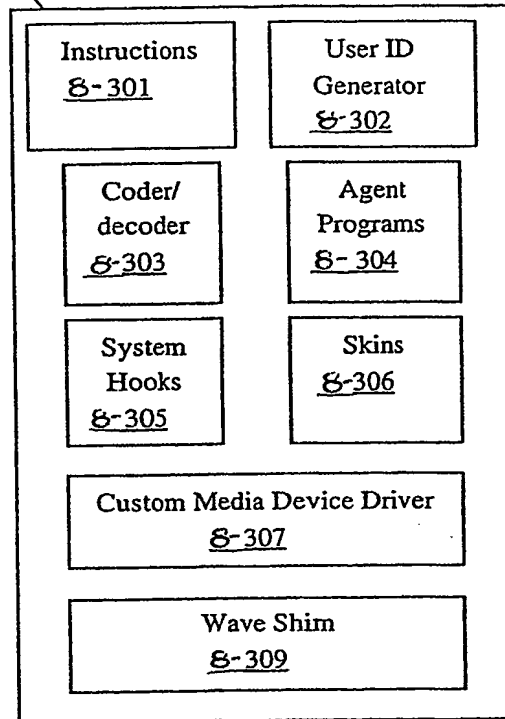 Instructions
8-301
User ID
Generator
8-302
Coder/
decoder
8-303
Agent
Programs
8-304
System
Hooks
8-305
Skins
8-306
Custom Media Device Driver
8-307
Wave Shim
8-309